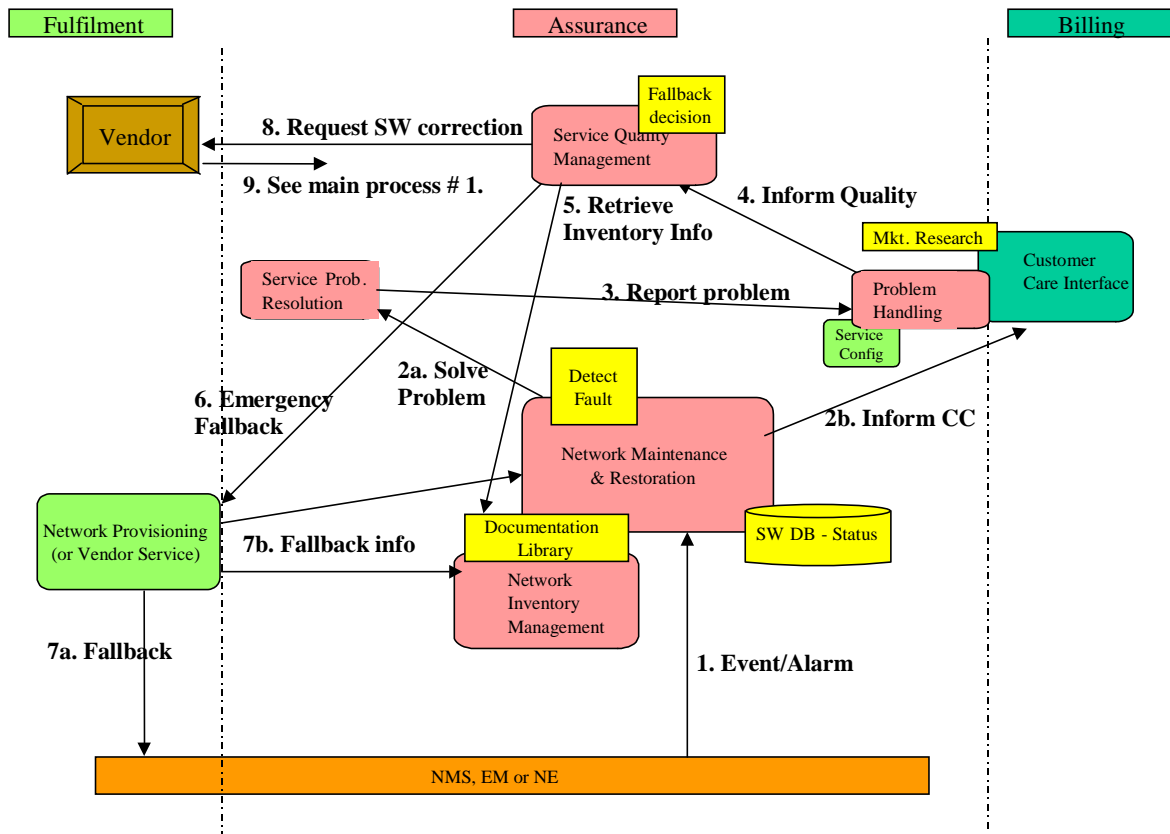 Fulfilment
Assurance
Billing
Fallback
decision
Vendor
8. Request SW correction
Service Quality
Management
9. See main process # 1.
4. Inform Quality
5. Retrieve
Inventory Info
Mkt. Research
Customer
Care Interface
Service Prob.
Resolution
3. Report problem
Problem
Handling
Service
Config
2a. Solve
Problem
Detect
Fault
6. Emergency
Fallback
2b. Inform CC
Network Maintenance
& Restoration
Network Provisioning
(or Vendor Service)
7b. Fallback info
Documentation
Library
SW DB - Status
Network
Inventory
Management
7a. Fallback
1. Event/Alarm
NMS, EM or NE